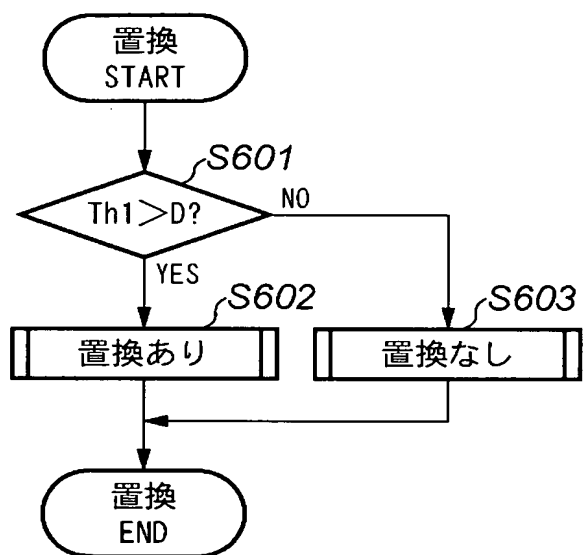 置換
START
S601
Th1>D?
NO
YES
S602
S603
置換あり
置換なし
置換
END